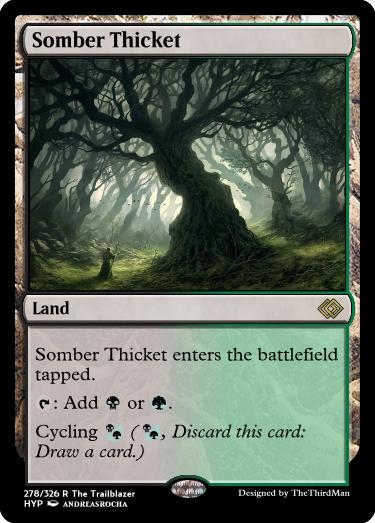 Somber Thicket
Land
Somber Thicket enters the battlefield
tapped.
: Add or .
Cycling ( , Discard this card:
Draw a card.)
278/326 R The Trailblazer
HYP ANDREASROCHA
Designed by TheThirdMan